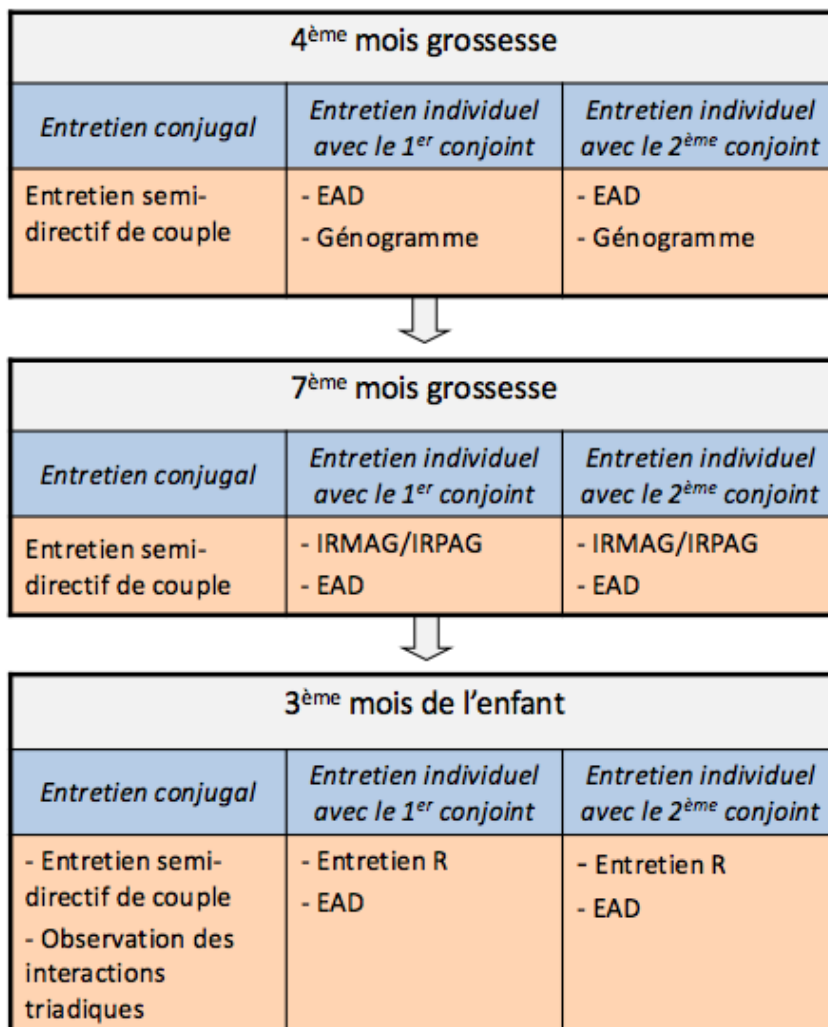 4ème mois grossesse
Entretien conjugal
Entretien individuel
avec le 1er conjoint
Entretien individuel
avec le 2ème conjoint
Entretien semi-
directif de couple
- EAD
- Génogramme
- EAD
- Génogramme
7ème mois grossesse
Entretien conjugal
Entretien individuel
avec le 1er conjoint
Entretien individuel
avec le 2ème conjoint
Entretien semi-
directif de couple
- IRMAG/IRPAG
- EAD
- IRMAG/IRPAG
- EAD
3ème mois de l'enfant
Entretien conjugal
Entretien individuel
avec le 1er conjoint
Entretien individuel
avec le 2ème conjoint
- Entretien semi-
directif de couple
- Observation des
interactions
triadiques
- Entretien R
- EAD
- Entretien R
- EAD